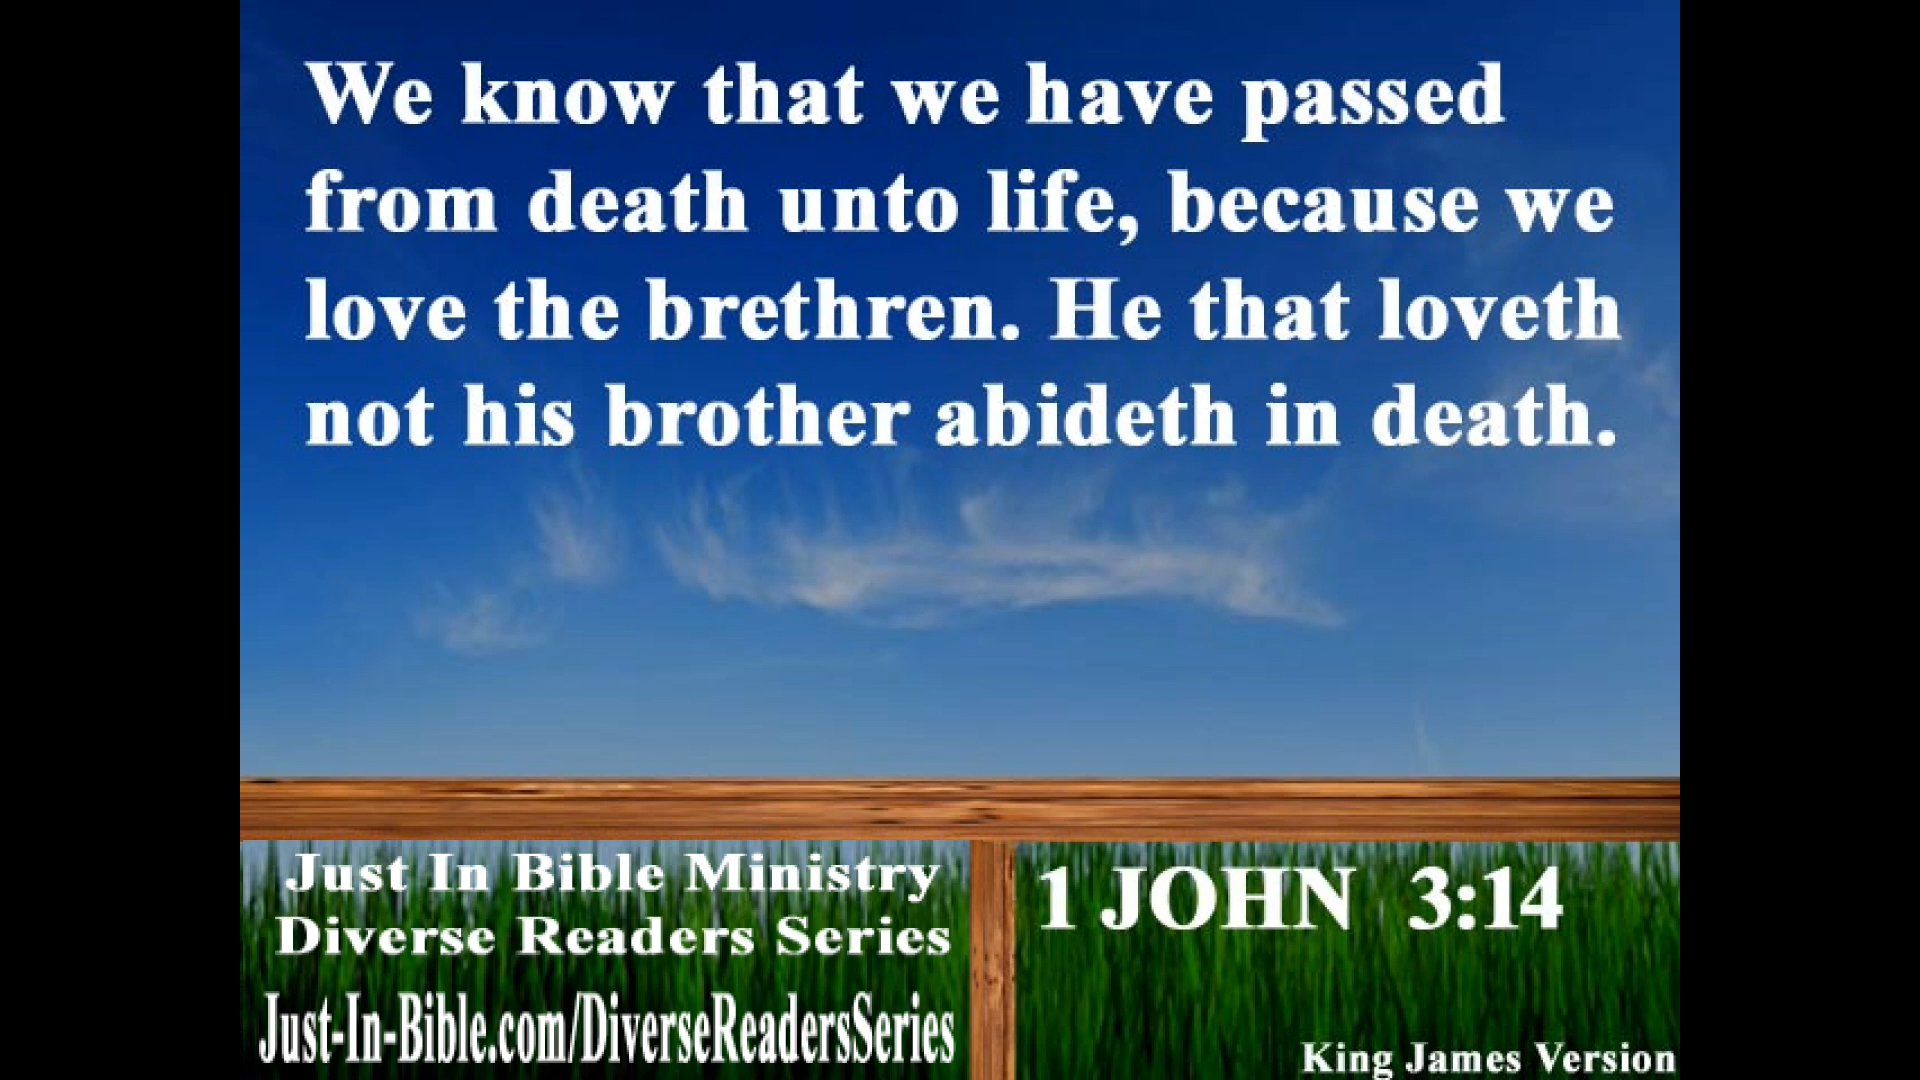 We know that we have passed
from death unto life, because we
love the brethren. He that loveth
not his brother abideth in death.
Just In Bible Ministry
Diverse Readers Series
Just-In-Bible.com/DiverseReadersSeries
1 JOHN 3:14
King James Version